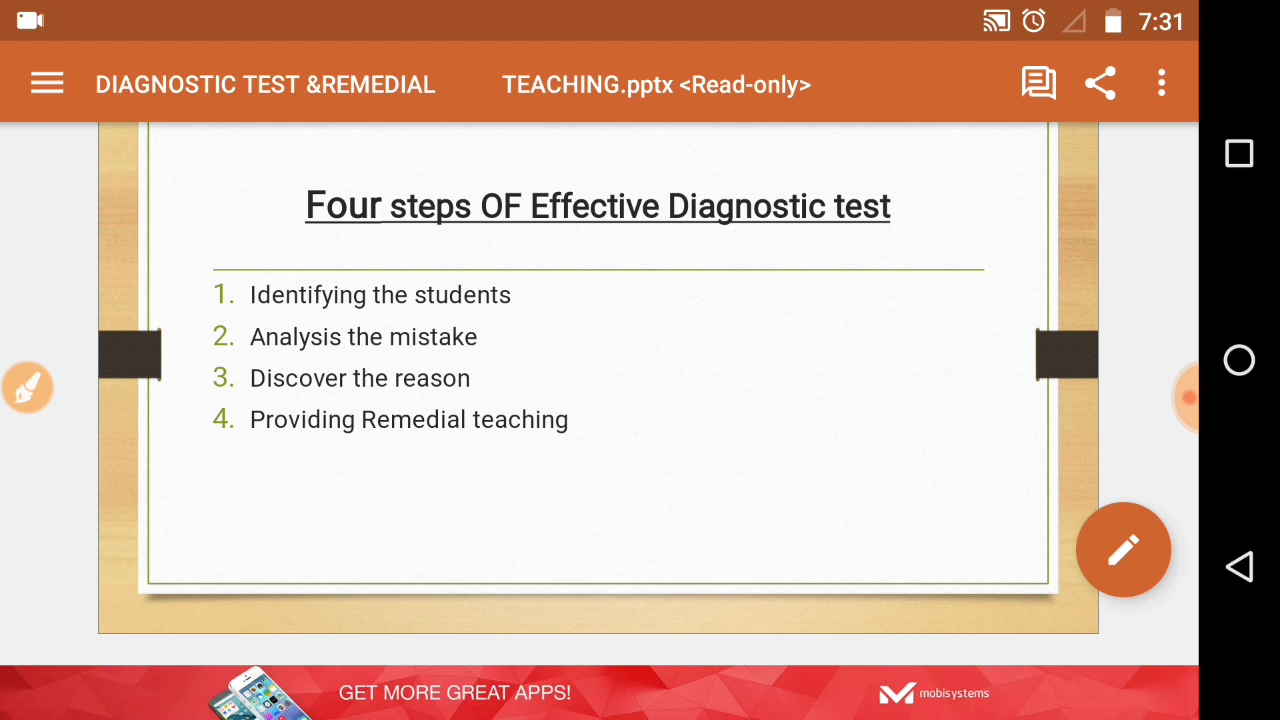 7:31
DIAGNOSTIC TEST &REMEDIAL TEACHING.pptx <Read-only>
Four steps OF Effective Diagnostic test
1. Identifying the students
2. Analysis the mistake
3. Discover the reason
4. Providing Remedial teaching
GET MORE GREAT APPS!
mobisystems